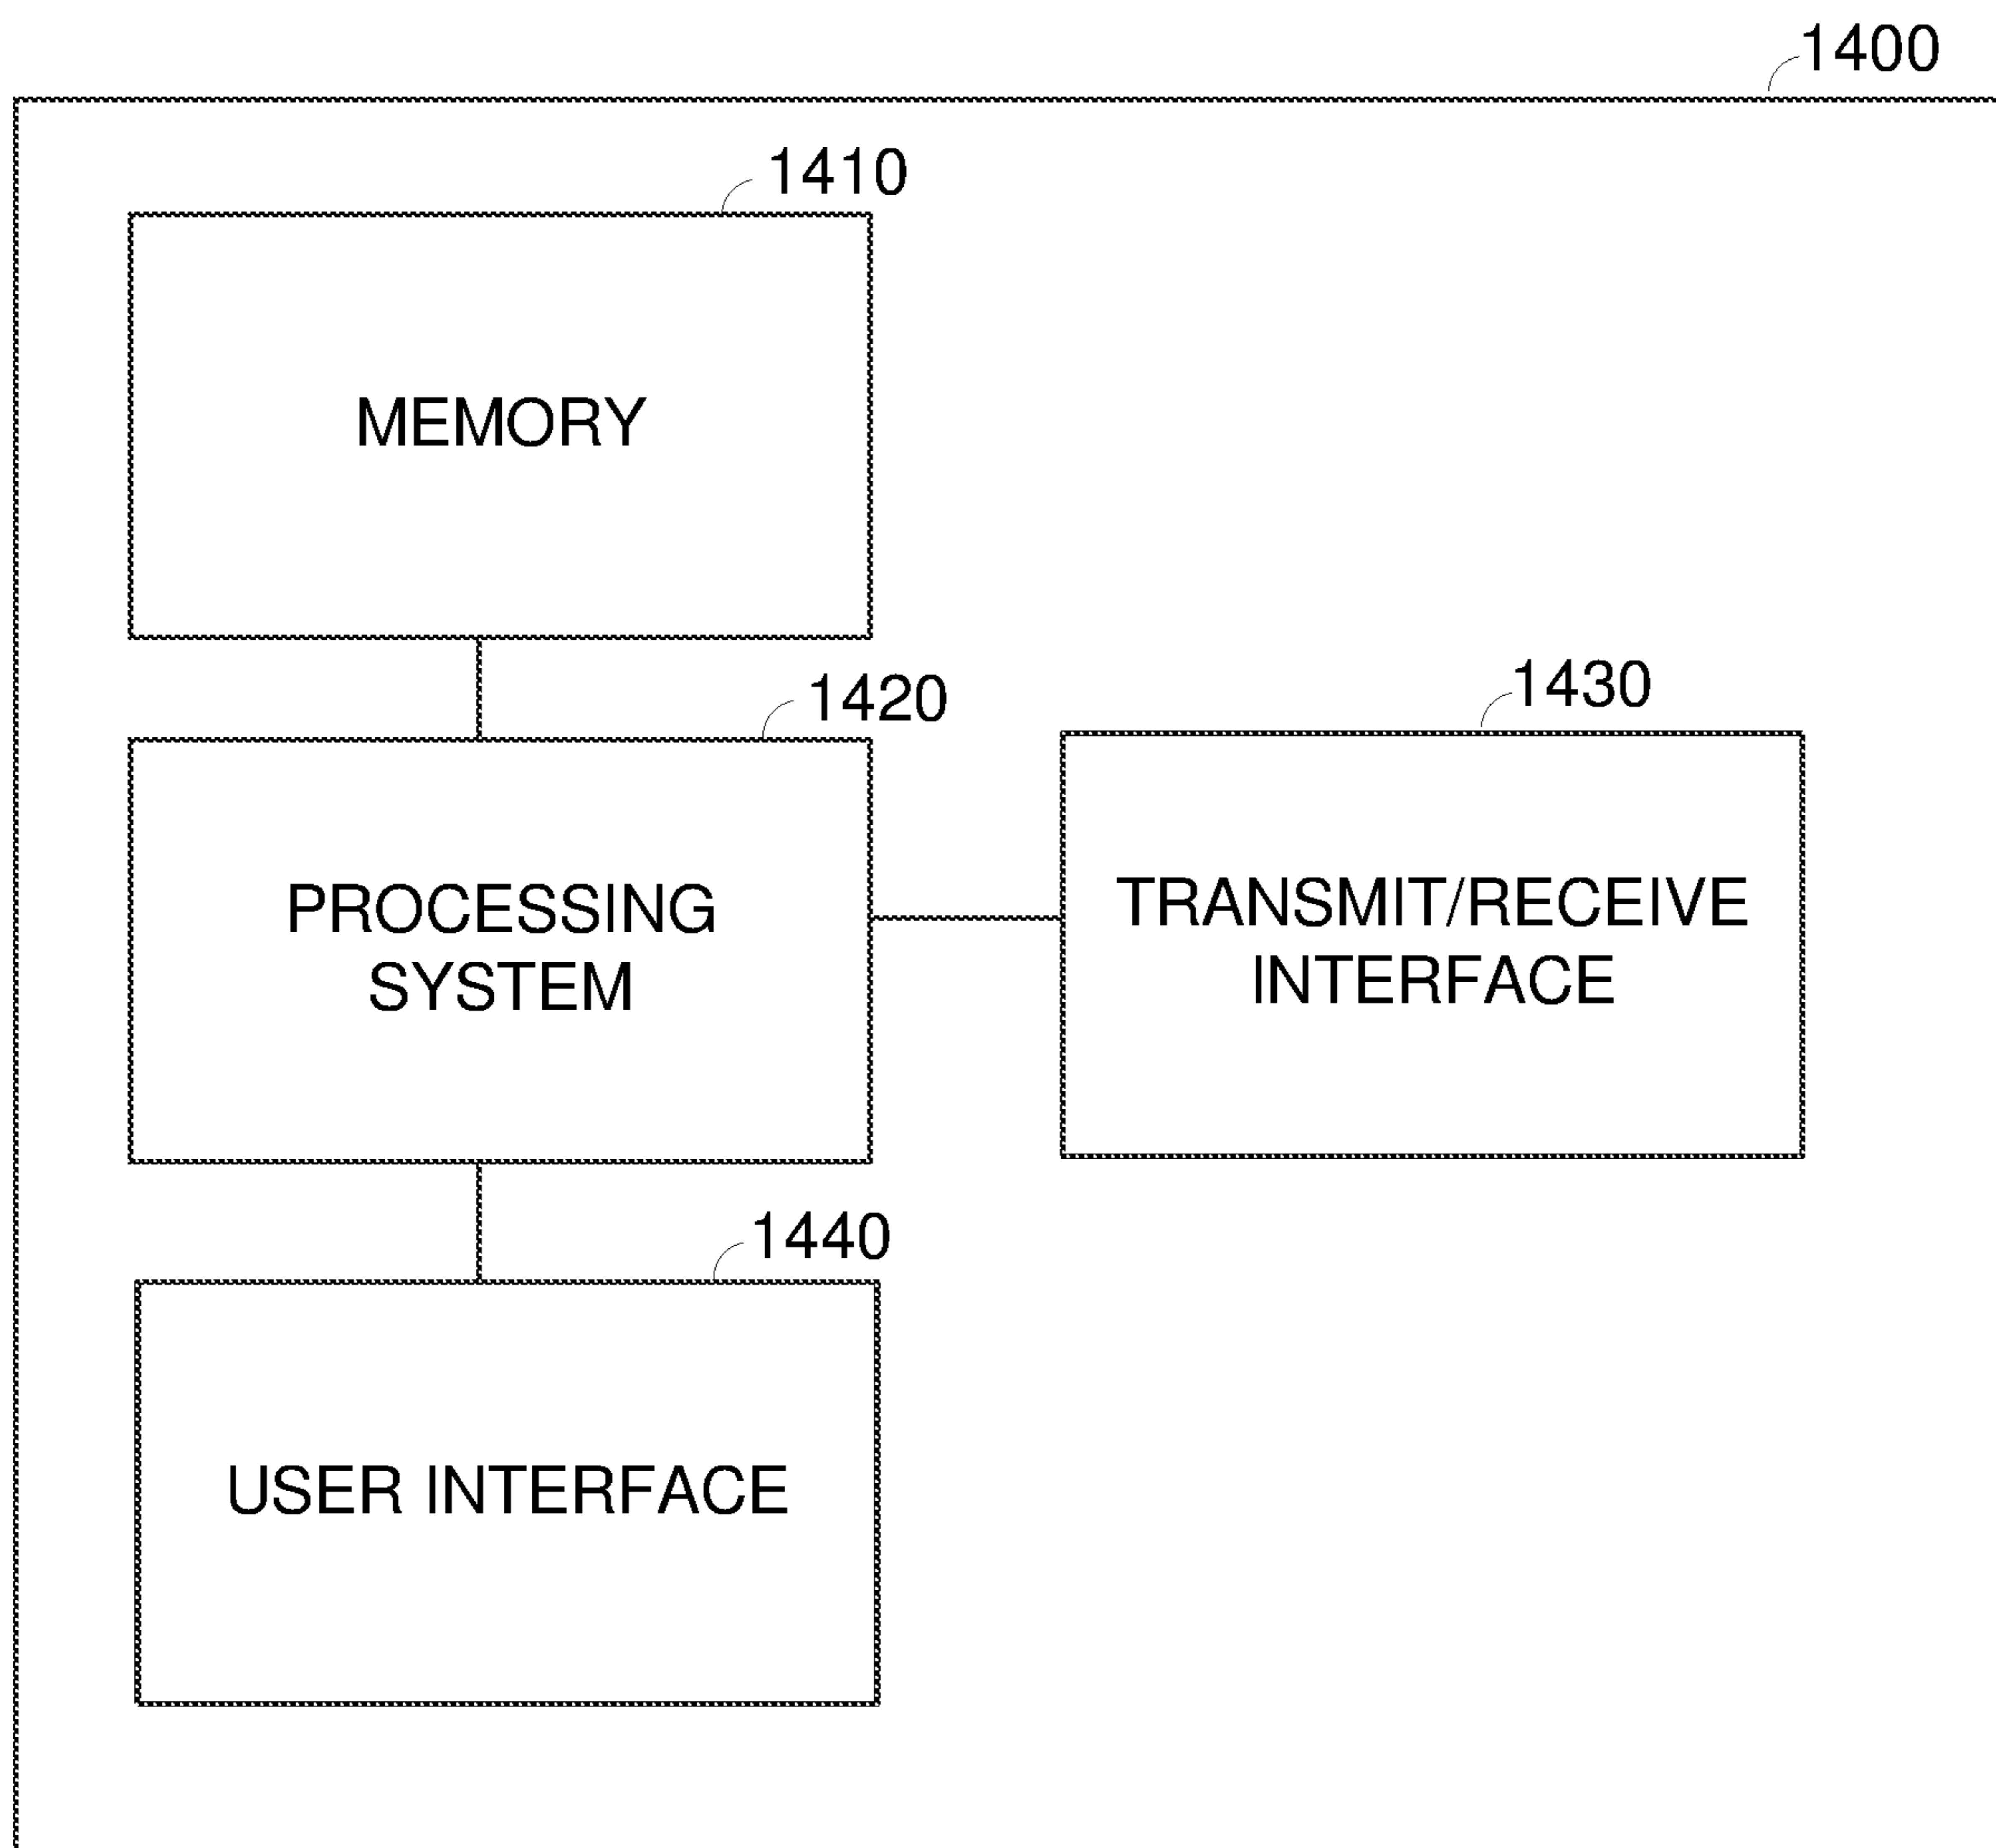 1400
1410
MEMORY
1420
1430
PROCESSING
SYSTEM
TRANSMIT/RECEIVE
INTERFACE
1440
USER INTERFACE